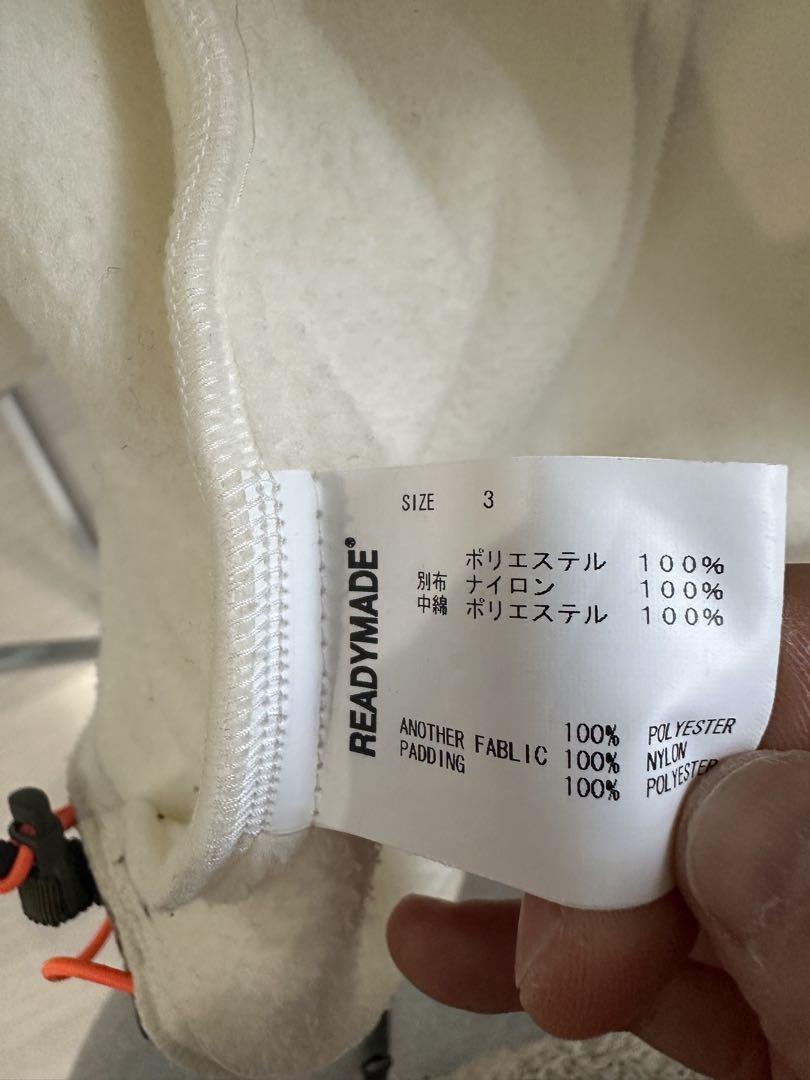 SIZE 3
READYMADE®
ポリエステル 100%
別布 ナイロン 100%
中綿 ポリエステル 100%
100% POLYESTER
ANOTHER FABLIC 100% NYLON
PADDING 100% POLYESTER